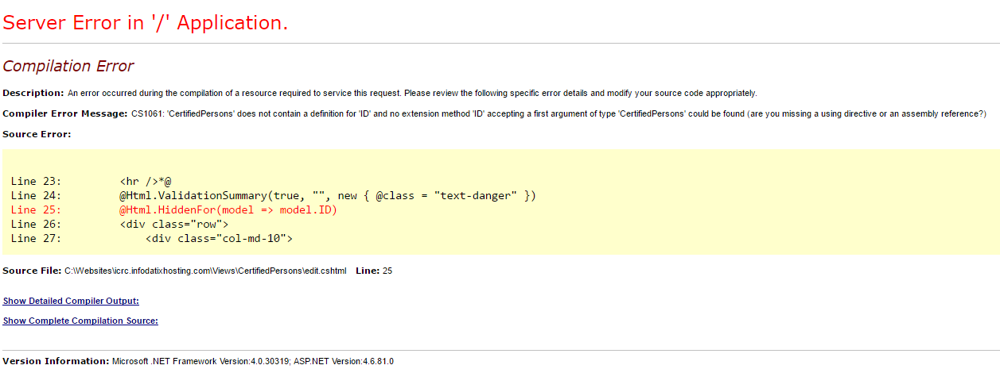 Server Error in '/' Application.
Compilation Error
Description: An error occurred during the compilation of a resource required to service this request. Please review the following specific error details and modify your source code appropriately.
Compiler Error Message: CS1061: 'CertifiedPersons' does not contain a definition for 'ID' and no extension method 'ID' accepting a first argument of type 'CertifiedPersons' could be found (are you missing a using directive or an assembly reference?)
Source Error:
Line 23:         <hr />*@
Line 24:         @Html.ValidationSummary(true, "", new { @class = "text-danger" })
Line 25:         @Html.HiddenFor(model => model.ID)
Line 26:         <div class="row">
Line 27:             <div class="col-md-10">
Source File: C:\Websites\icrc.infodatixhosting.com\Views\CertifiedPersons\edit.cshtml    Line: 25
Show Detailed Compiler Output:
Show Complete Compilation Source:
Version Information: Microsoft .NET Framework Version:4.0.30319; ASP.NET Version:4.6.81.0